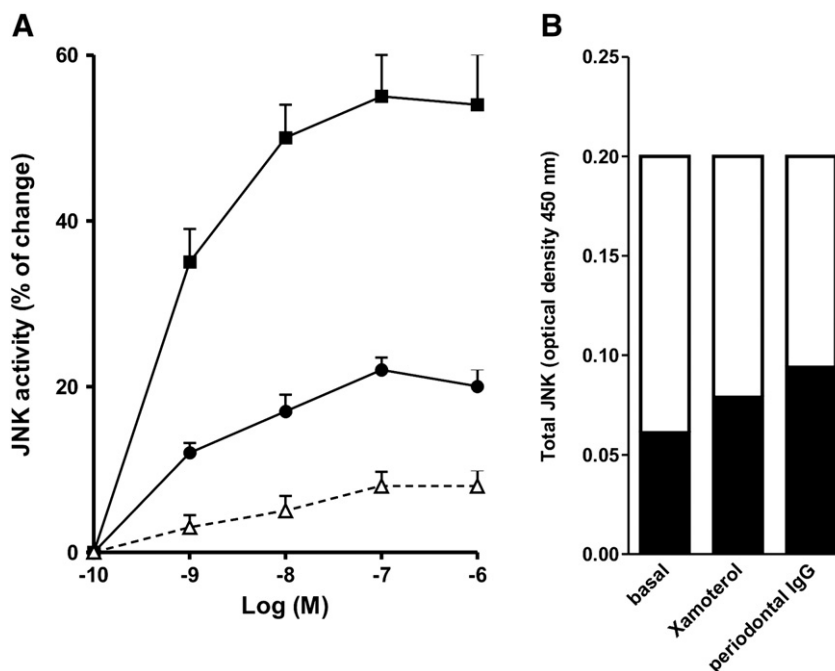 A
JNK activity (% of change)
60
40
20
0
-10 -9 -8 -7 -6
Log (M)
B
Total JNK (optical density 450 nm)
0.25
0.20
0.15
0.10
0.05
0.00
basal
Xamoterol
periodontal IgG